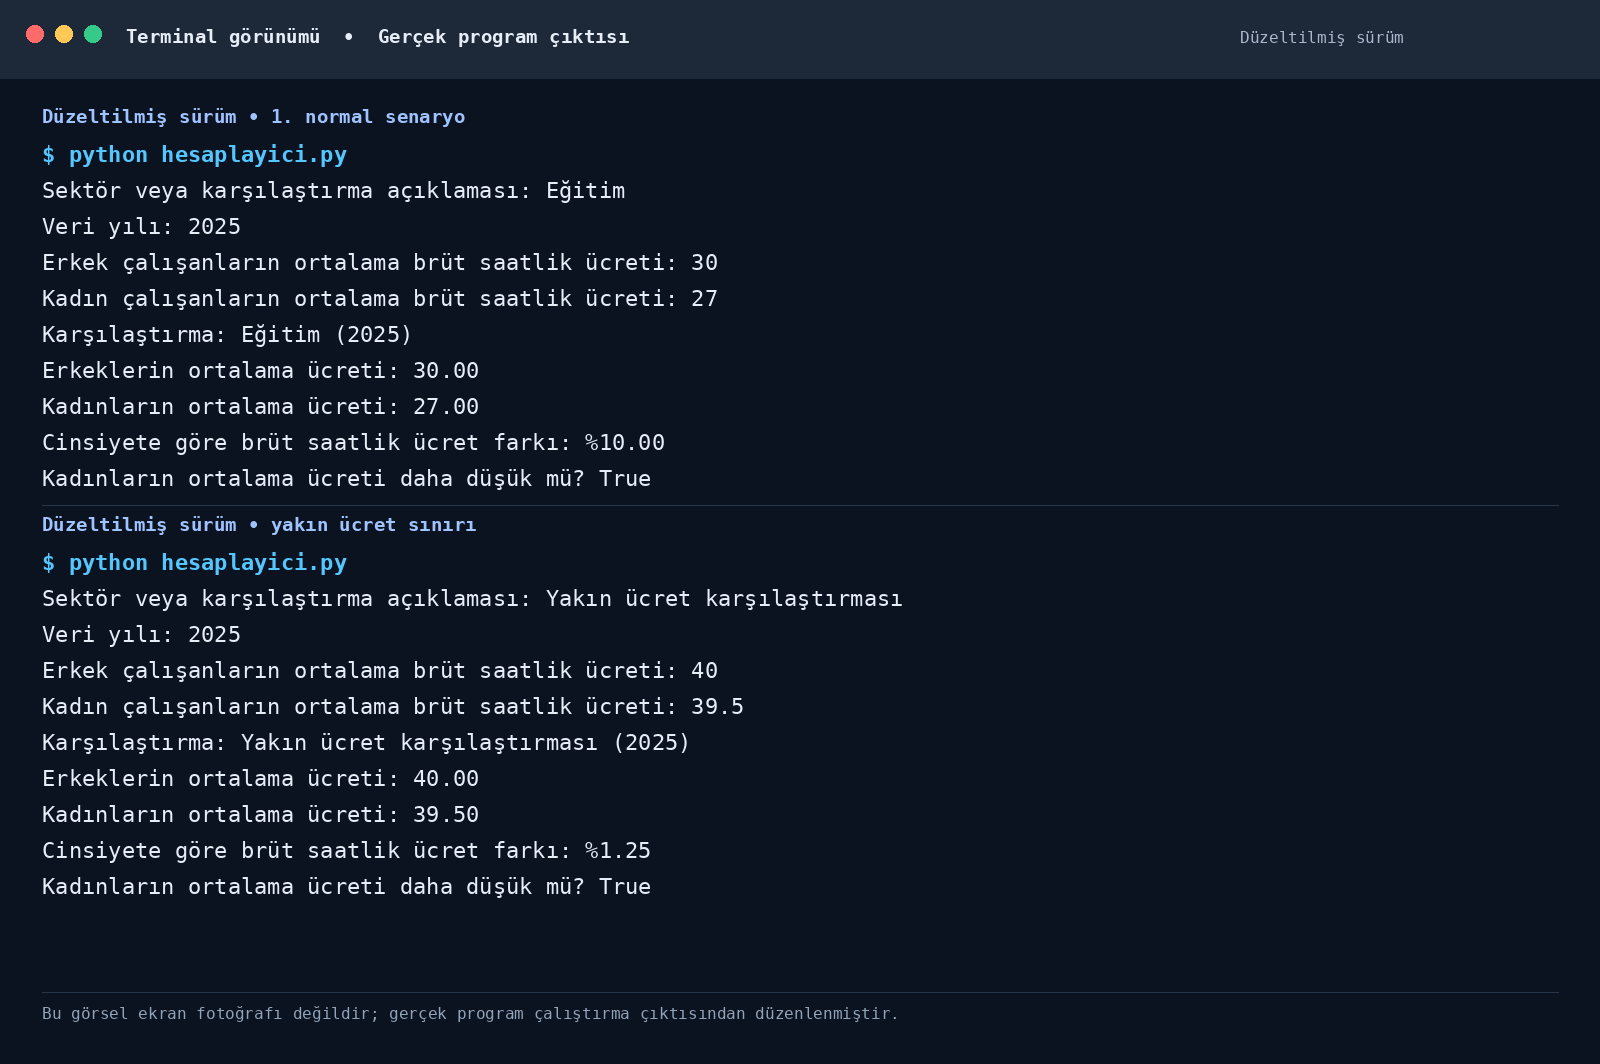 Terminal görünümü • Gerçek program çıktısı
Düzeltilmiş sürüm
Düzeltilmiş sürüm • 1. normal senaryo
$ python hesaplayici.py
Sektör veya karşılaştırma açıklaması: Eğitim
Veri yılı: 2025
Erkek çalışanların ortalama brüt saatlik ücreti: 30
Kadın çalışanların ortalama brüt saatlik ücreti: 27
Karşılaştırma: Eğitim (2025)
Erkeklerin ortalama ücreti: 30.00
Kadınların ortalama ücreti: 27.00
Cinsiyete göre brüt saatlik ücret farkı: %10.00
Kadınların ortalama ücreti daha düşük mü? True
Düzeltilmiş sürüm • yakın ücret sınırı
$ python hesaplayici.py
Sektör veya karşılaştırma açıklaması: Yakın ücret karşılaştırması
Veri yılı: 2025
Erkek çalışanların ortalama brüt saatlik ücreti: 40
Kadın çalışanların ortalama brüt saatlik ücreti: 39.5
Karşılaştırma: Yakın ücret karşılaştırması (2025)
Erkeklerin ortalama ücreti: 40.00
Kadınların ortalama ücreti: 39.50
Cinsiyete göre brüt saatlik ücret farkı: %1.25
Kadınların ortalama ücreti daha düşük mü? True
Bu görsel ekran fotoğrafı değildir; gerçek program çalıştırma çıktısından düzenlenmiştir.